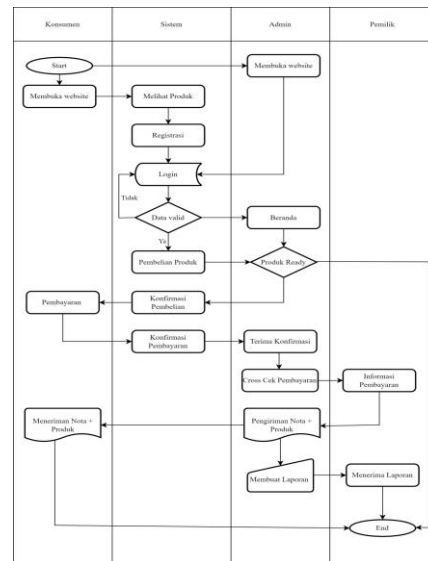 Konsumen
Sistem
Admin
Pemilik
Start
Membuka website
Membuka website
Melihat Produk
Registrasi
Login
Tidak
Data valid
Beranda
Ya
Pembelian Produk
Produk Ready
Pembayaran
Konfirmasi
Pembelian
Konfirmasi
Pembayaran
Terima Konfirmasi
Cross Cek Pembayaran
Informasi
Pembayaran
Meneriman Nota +
Produk
Pengiriman Nota +
Produk
Membuat Laporan
Menerima Laporan
End